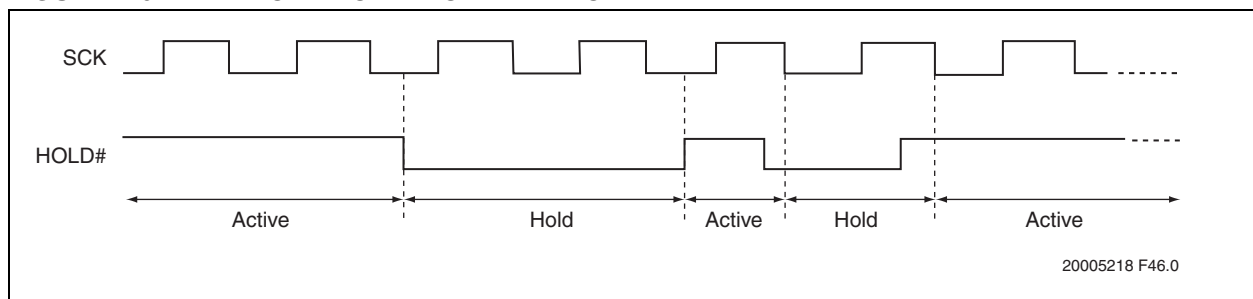 SCK
HOLD#
Active
Hold
Active
Hold
Active
20005218 F46.0